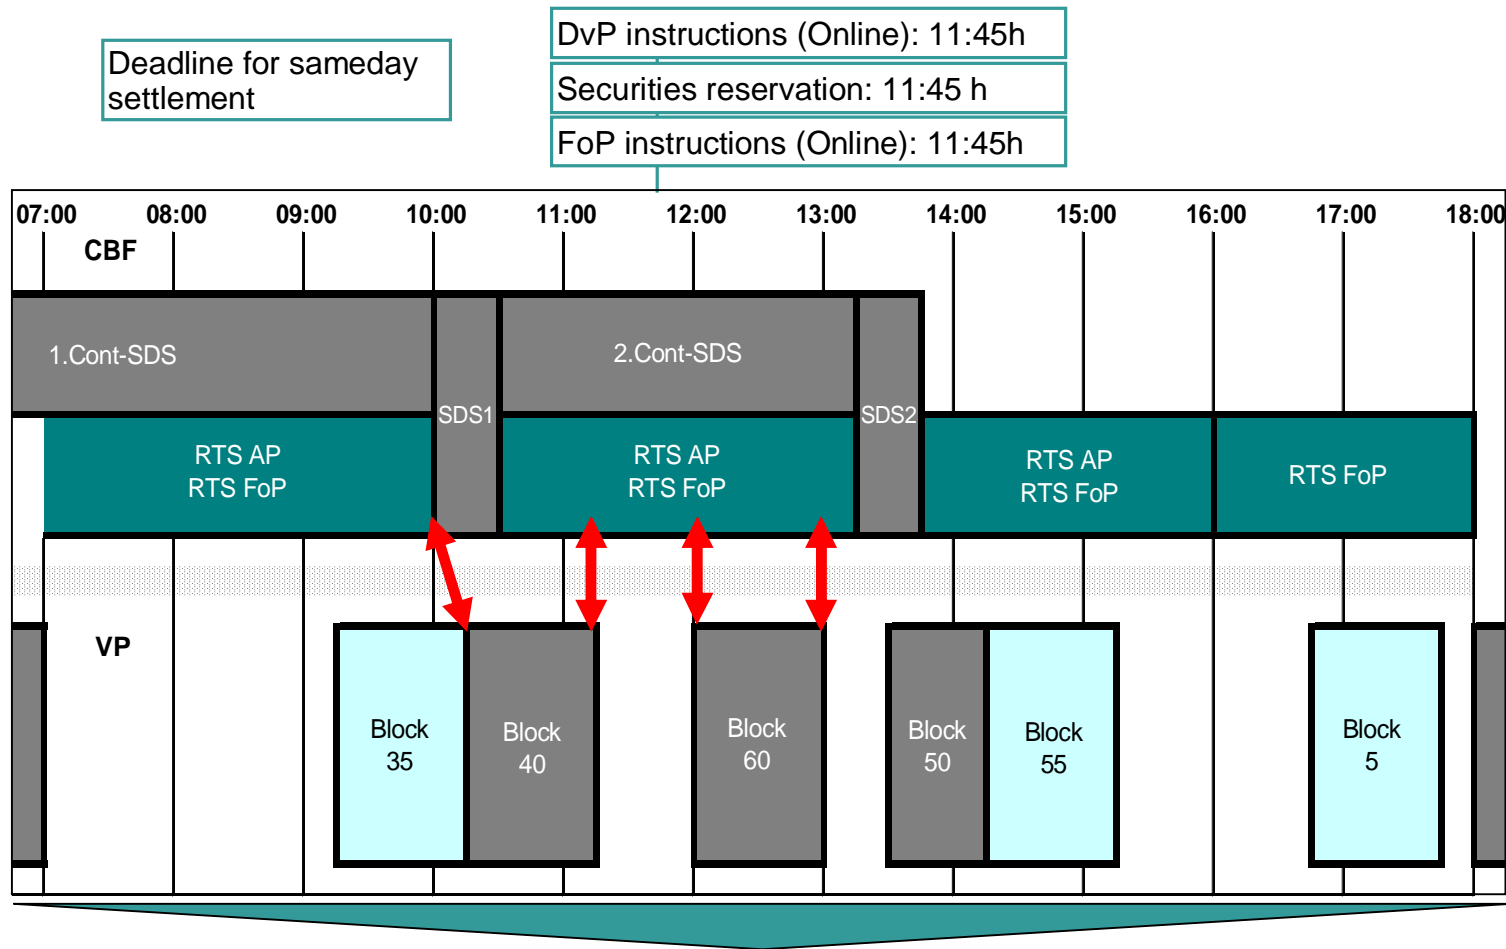 Deadline for sameday
settlement
DvP instructions (Online): 11:45h
Securities reservation: 11:45 h
FoP instructions (Online): 11:45h
07:00 08:00 09:00 10:00 11:00 12:00 13:00 14:00 15:00 16:00 17:00 18:00
CBF
1.Cont-SDS
SDS1
2.Cont-SDS
SDS2
RTS AP
RTS FoP
RTS AP
RTS FoP
RTS AP
RTS FoP
RTS FoP
VP
Block
35
Block
40
Block
60
Block
50
Block
55
Block
5